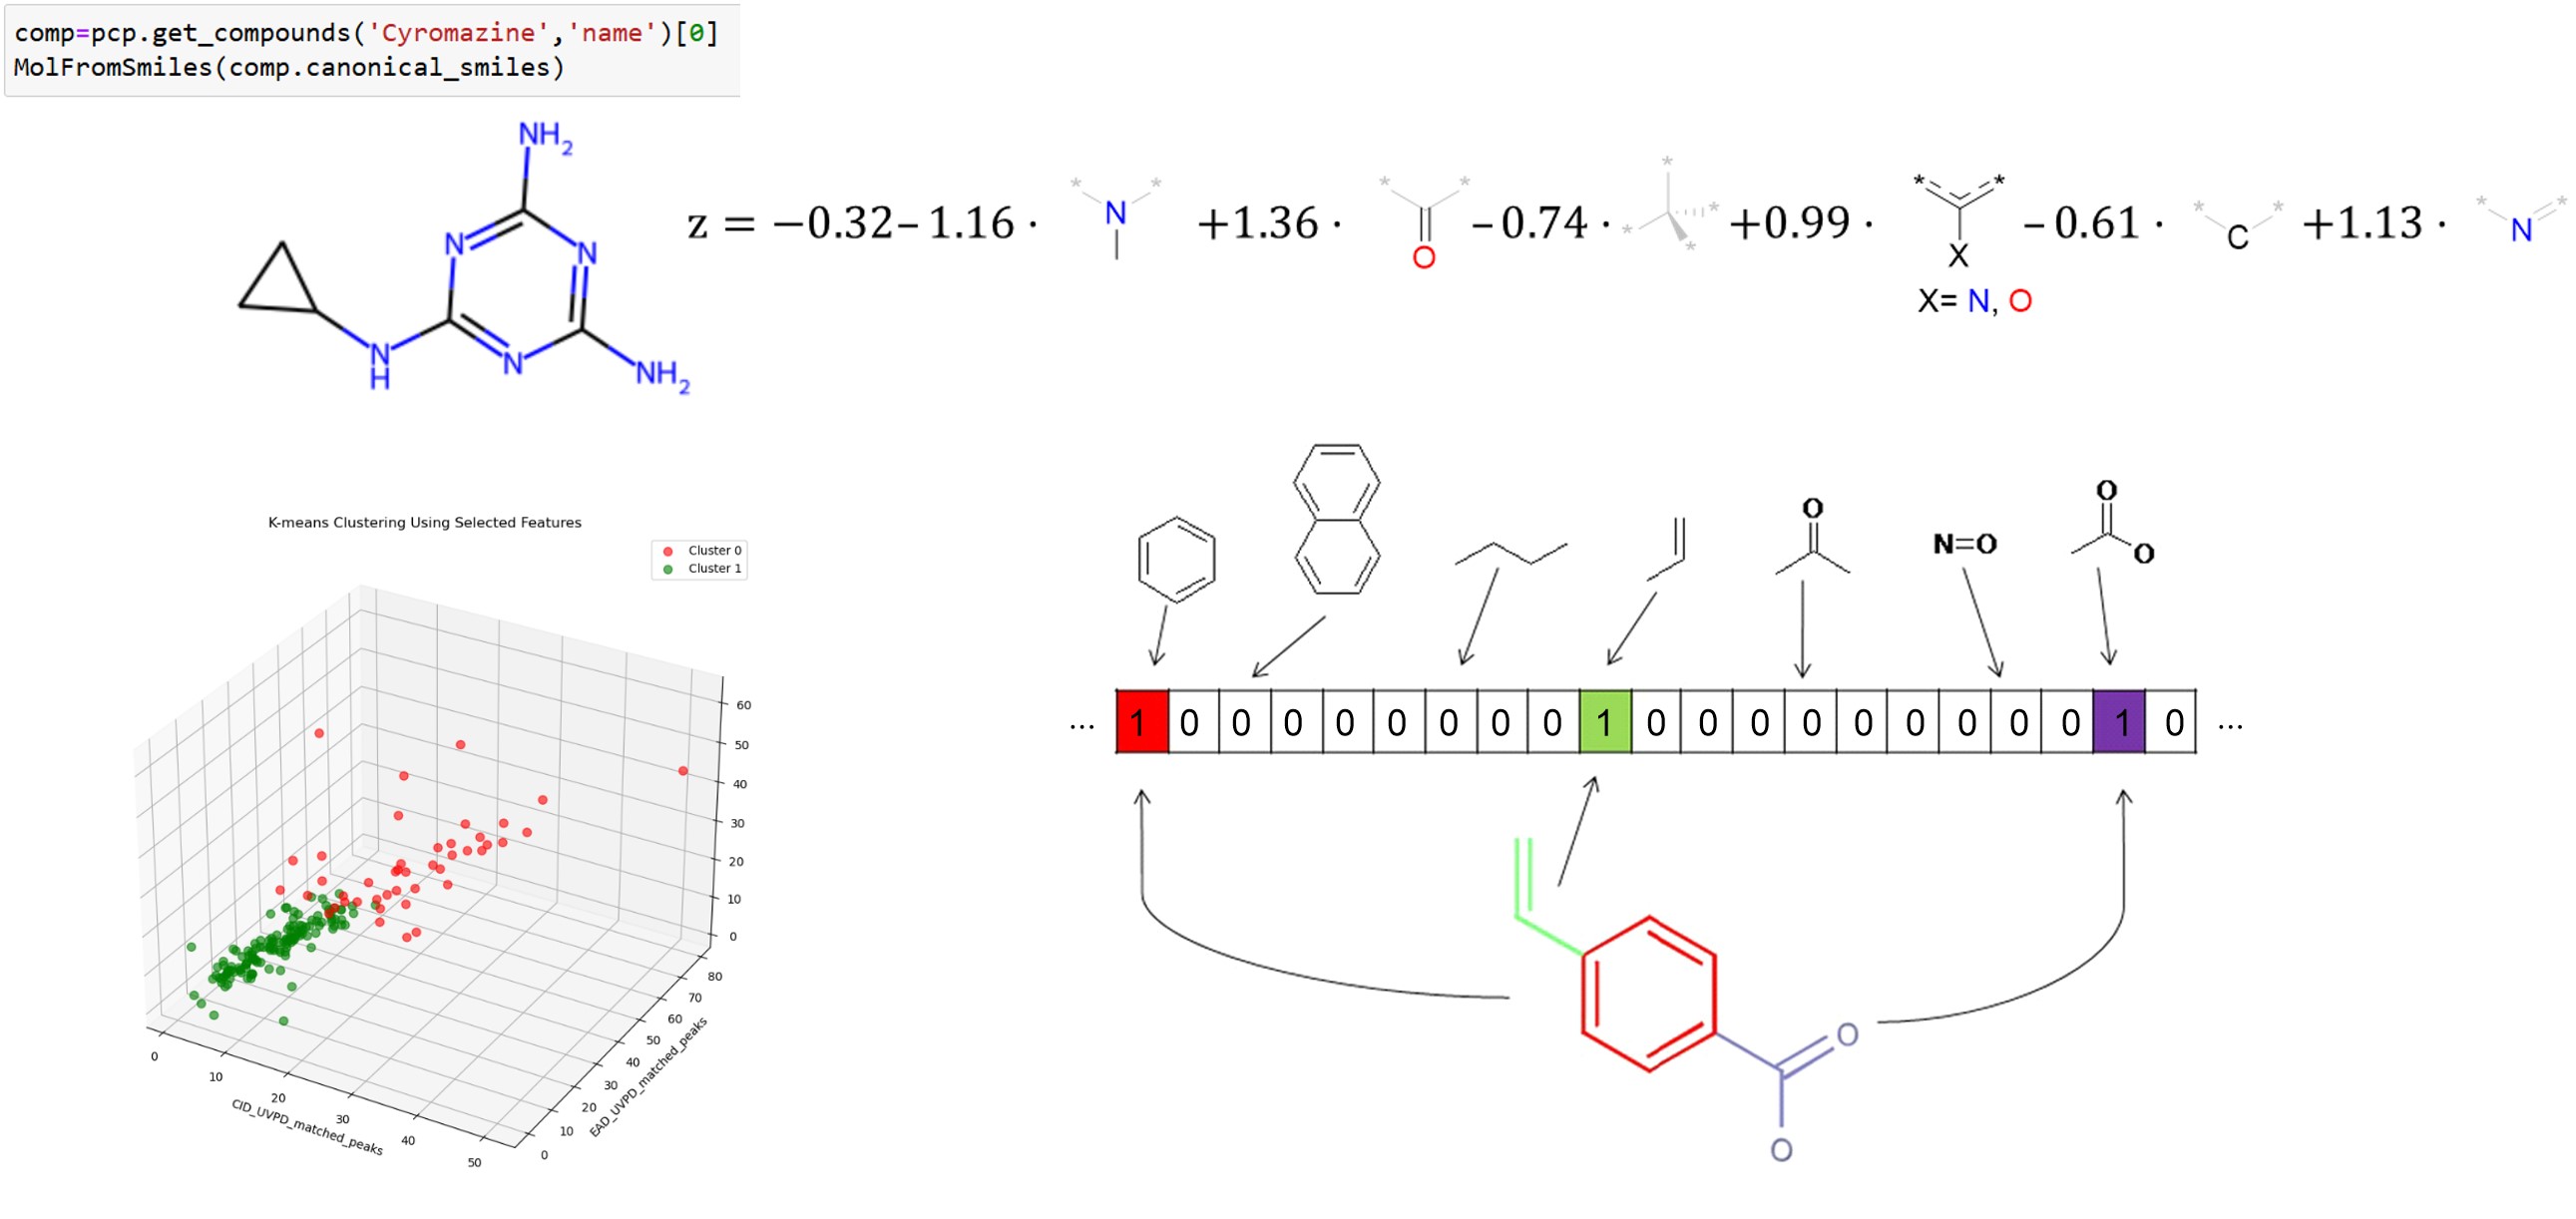 comp=pcp.get_compounds('Cyromazine','name')[0]
MolFromSmiles(comp.canonical_smiles)
NH2
N
N
N
N
H
NH2
z = −0.32−1.16 · * N * +1.36 · * * O −0.74 · * * * * +0.99 · * * X −0.61 · * C * +1.13 · * N *
X= N, O
K-means Clustering Using Selected Features
Cluster 0
Cluster 1
60
50
40
30
20
10
0
80
70
60
50
40
30
20
10
0
EAD_UVPD_matched_peaks
0
10
20
30
40
50
CID_UVPD_matched_peaks
O
N=O
O
O
... 1 0 0 0 0 0 0 0 0 1 0 0 0 0 0 0 0 0 0 1 0 ...
O
O